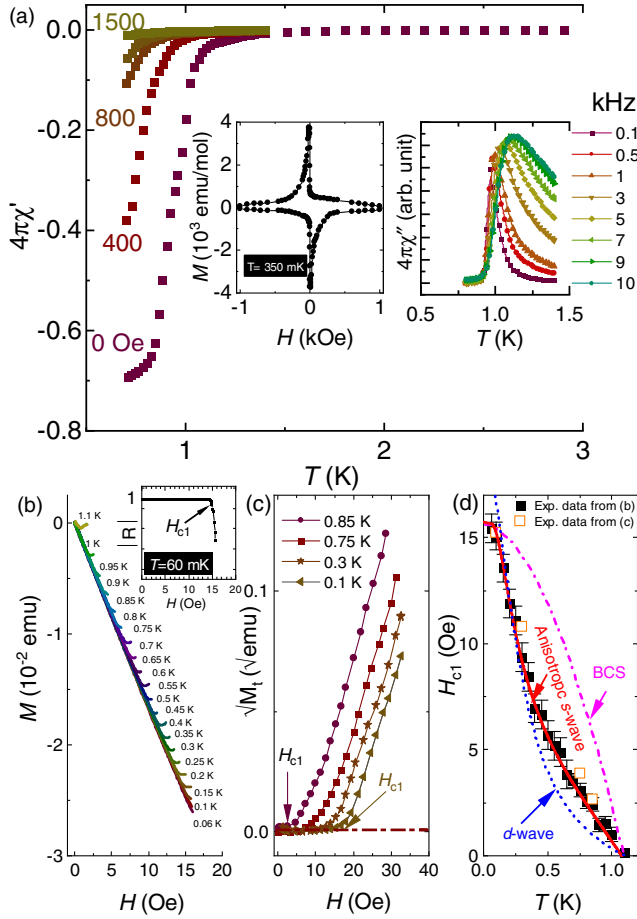 (a)
0.0
-0.2
-0.4
-0.6
-0.8
4πχ'
1500
800
400
0 Oe
1
2
3
T (K)
M (10³ emu/mol)
4
2
0
-2
-4
T= 350 mK
-1
0
1
H (kOe)
4πχ″ (arb. unit)
0.5
1.0
1.5
T (K)
kHz
0.1
0.5
1
3
5
7
9
10
(b)
M (10⁻² emu)
0
-1
-2
-3
1.1 K
1 K
0.95 K
0.9 K
0.85 K
0.8 K
0.75 K
0.7 K
0.65 K
0.6 K
0.55 K
0.5 K
0.45 K
0.4 K
0.35 K
0.3 K
0.25 K
0.2 K
0.15 K
0.1 K
0.06 K
0
5
10
15
H (Oe)
|R|
1
Hc1
T=60 mK
0
5
10
15
H (Oe)
(c)
√Mt (√emu)
0.1
0.0
0.85 K
0.75 K
0.3 K
0.1 K
Hc1
Hc1
0
10
20
30
40
H (Oe)
(d)
Exp. data from (b)
Exp. data from (c)
Hc1 (Oe)
15
10
5
0
BCS
Anisotropc s-wave
d-wave
0.0
0.5
1.0
T (K)